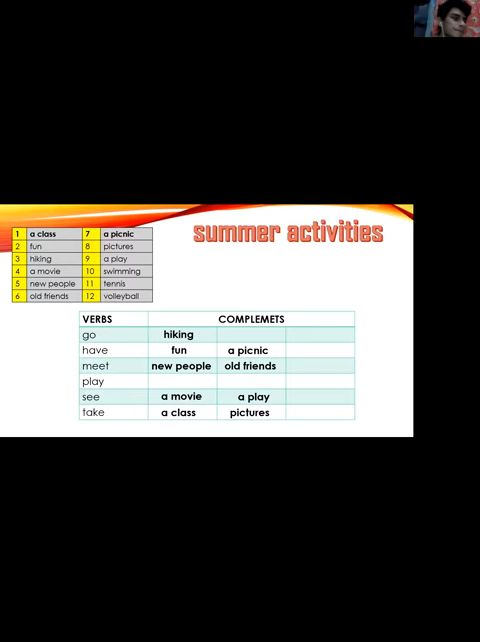 summer activities
1 a class 7 a picnic
2 fun 8 pictures
3 hiking 9 a play
4 a movie 10 swimming
5 new people 11 tennis
6 old friends 12 volleyball
VERBS COMPLEMETS
go hiking
have fun a picnic
meet new people old friends
play
see a movie a play
take a class pictures